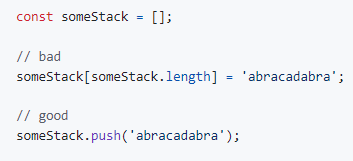 const someStack = [];
// bad
someStack[someStack.length] = 'abracadabra';
// good
someStack.push('abracadabra');